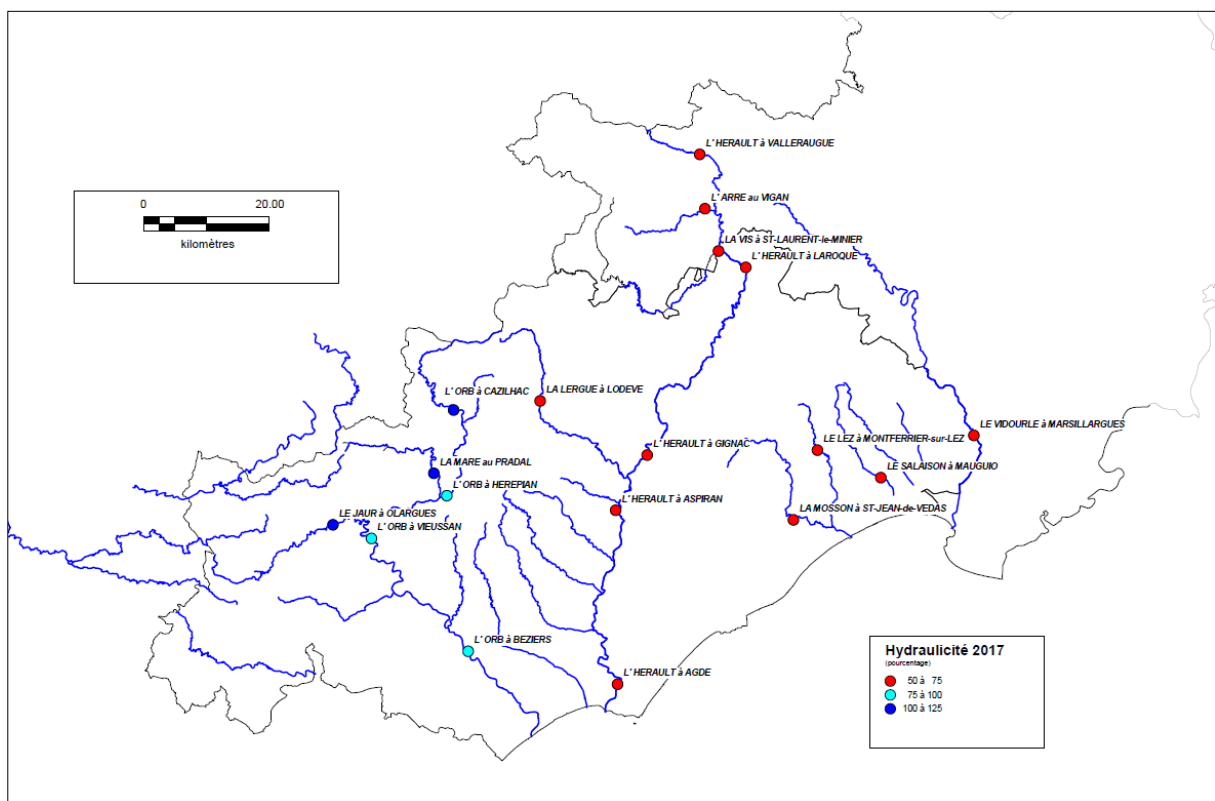 L' HERAULT à VALLERAUGUE
0 20.00
kilomètres
L' ARRE au VIGAN
LA VIS à ST-LAURENT-le-MINIER
L' HERAULT à LAROQUE
L' ORB à CAZILHAC
LA LERGUE à LODEVE
LE VIDOURLE à MARSILLARGUES
L' HERAULT à GIGNAC
LE LEZ à MONTFERRIER-sur-LEZ
LA MARE au PRADAL
LE SALAISON à MAUGUIO
L' ORB à HEREPIAN
L' HERAULT à ASPIRAN
LA MOSSON à ST-JEAN-de-VEDAS
LE JAUR à OLARGUES
L' ORB à VIEUSSAN
L' ORB à BEZIERS
L' HERAULT à AGDE
Hydraulicité 2017
(pourcentage)
50 à 75
75 à 100
100 à 125